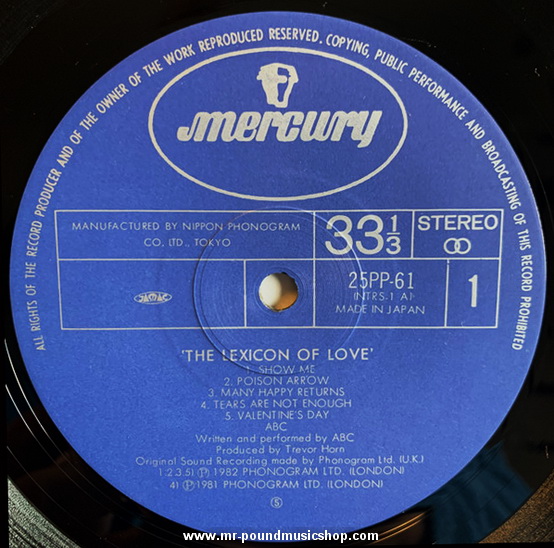 ALL RIGHTS OF THE RECORD PRODUCER AND OF THE OWNER OF THE WORK REPRODUCED RESERVED. COPYING, PUBLIC PERFORMANCE AND BROADCASTING OF THIS RECORD PROHIBITED
mercury
MANUFACTURED BY NIPPON PHONOGRAM
CO., LTD., TOKYO
33 1/3
STEREO
JASRAC
25PP-61
(NTRS-1 A)
MADE IN JAPAN
1
'THE LEXICON OF LOVE'
1. SHOW ME
2. POISON ARROW
3. MANY HAPPY RETURNS
4. TEARS ARE NOT ENOUGH
5. VALENTINE'S DAY
ABC
Written and performed by ABC
Produced by Trevor Horn
Original Sound Recording made by Phonogram Ltd. (U.K.)
1.2.3.5) Ⓟ 1982 PHONOGRAM LTD. (LONDON)
4) Ⓟ 1981 PHONOGRAM LTD. (LONDON)
Ⓢ
www.mr-poundmusicshop.com